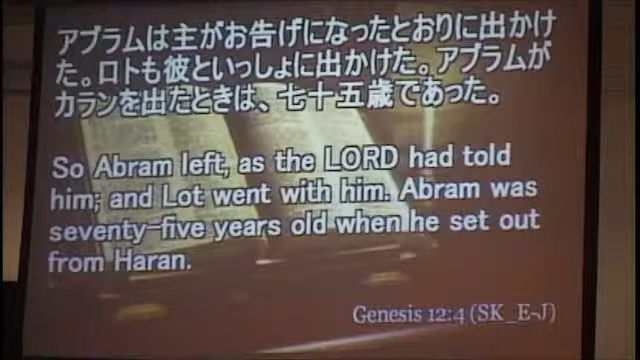 アブラムは主がお告げになったとおりに出かけ
た。ロトも彼といっしょに出かけた。アブラムが
カランを出たときは、七十五歳であった。
So Abram left, as the LORD had told
him; and Lot went with him. Abram was
seventy-five years old when he set out
from Haran.
Genesis 12:4 (SK_E-J)